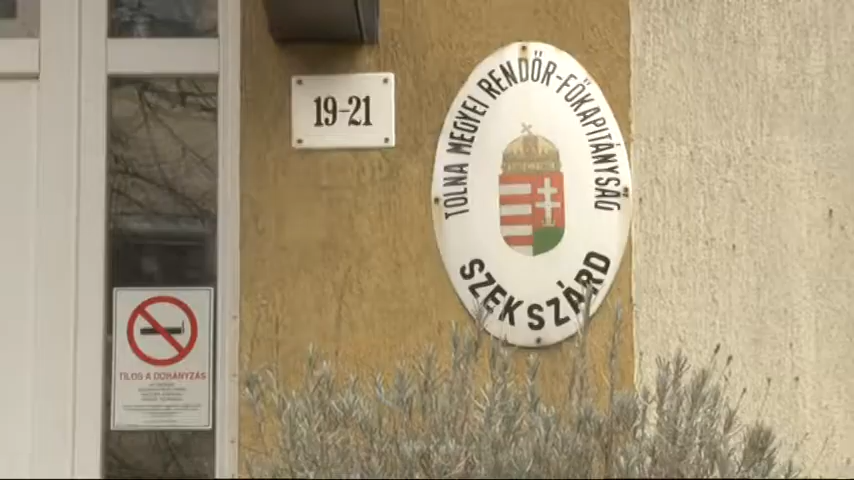 19-21
TOLNA MEGYEI RENDŐR-FŐKAPITÁNYSÁG
SZEKSZÁRD
TILOS A DOHÁNYZÁS